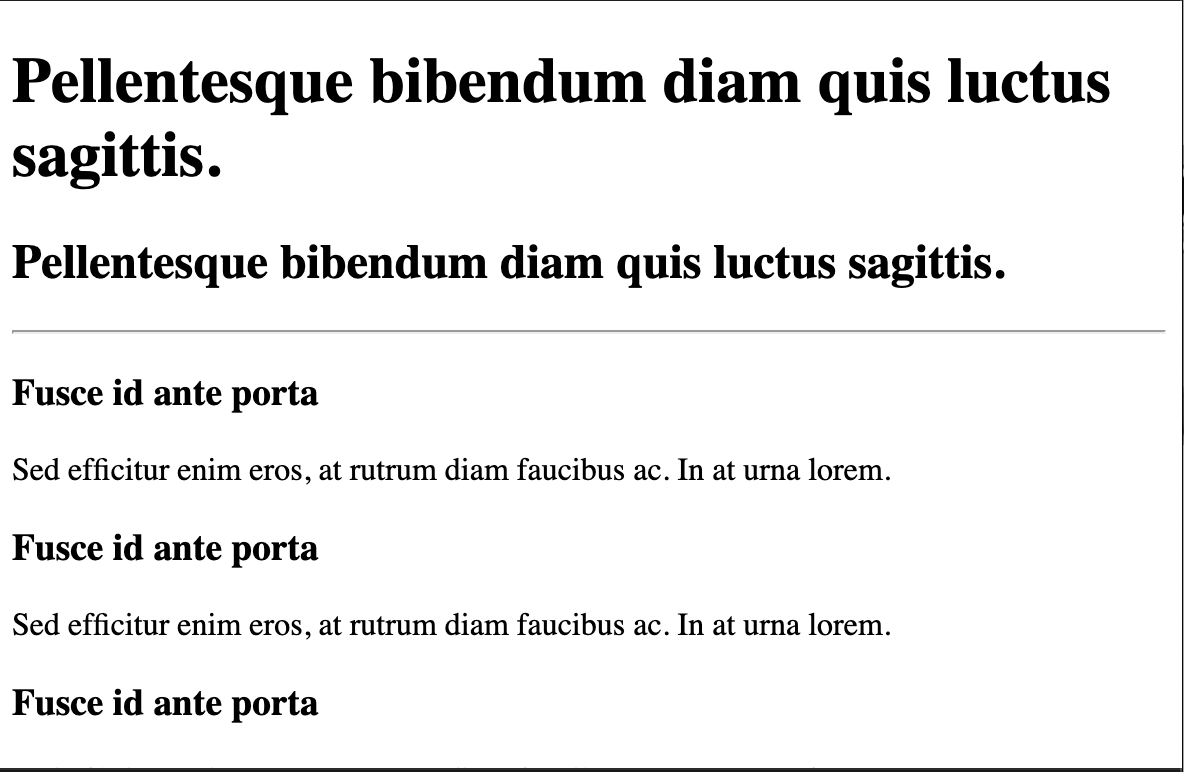 Pellentesque bibendum diam quis luctus
sagittis.
Pellentesque bibendum diam quis luctus sagittis.
Fusce id ante porta
Sed efficitur enim eros, at rutrum diam faucibus ac. In at urna lorem.
Fusce id ante porta
Sed efficitur enim eros, at rutrum diam faucibus ac. In at urna lorem.
Fusce id ante porta